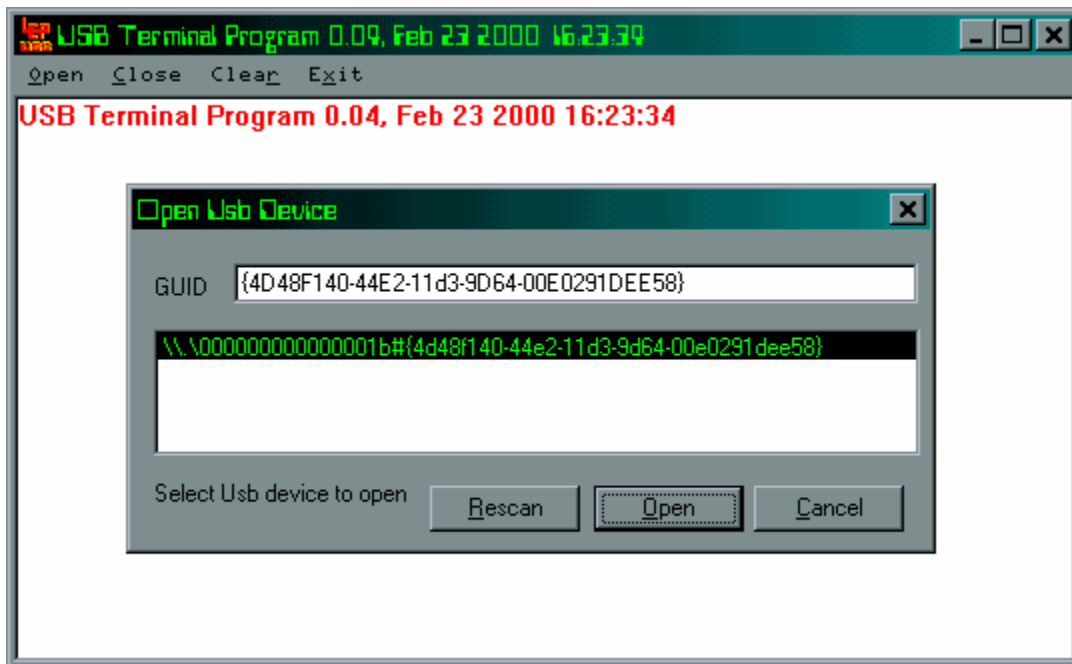 USB Terminal Program 0.04, Feb 23 2000 16:23:34
Open Close Clear Exit
USB Terminal Program 0.04, Feb 23 2000 16:23:34
Open Usb Device
GUID {4D48F140-44E2-11d3-9D64-00E0291DEE58}
\\.\000000000000001b#{4d48f140-44e2-11d3-9d64-00e0291dee58}
Select Usb device to open Rescan Open Cancel